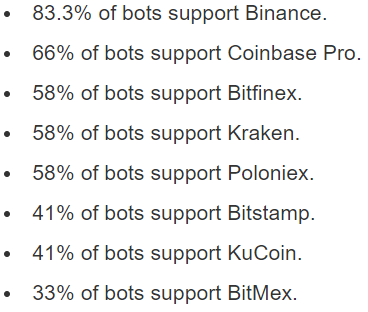 • 83.3% of bots support Binance.
• 66% of bots support Coinbase Pro.
• 58% of bots support Bitfinex.
• 58% of bots support Kraken.
• 58% of bots support Poloniex.
• 41% of bots support Bitstamp.
• 41% of bots support KuCoin.
• 33% of bots support BitMex.